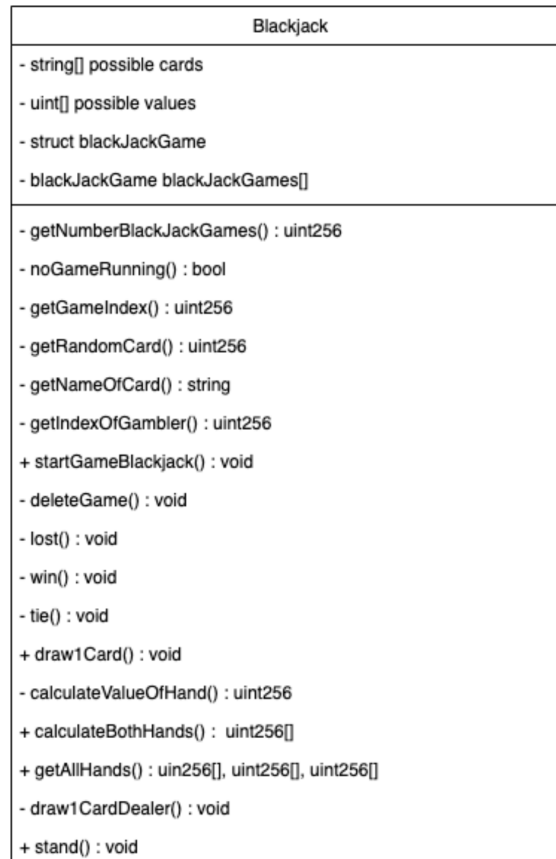 Blackjack
- string[] possible cards
- uint[] possible values
- struct blackJackGame
- blackJackGame blackJackGames[]
- getNumberBlackJackGames() : uint256
- noGameRunning() : bool
- getGameIndex() : uint256
- getRandomCard() : uint256
- getNameOfCard() : string
- getIndexOfGambler() : uint256
+ startGameBlackjack() : void
- deleteGame() : void
- lost() : void
- win() : void
- tie() : void
+ draw1Card() : void
- calculateValueOfHand() : uint256
+ calculateBothHands() : uint256[]
+ getAllHands() : uin256[], uint256[], uint256[]
- draw1CardDealer() : void
+ stand() : void